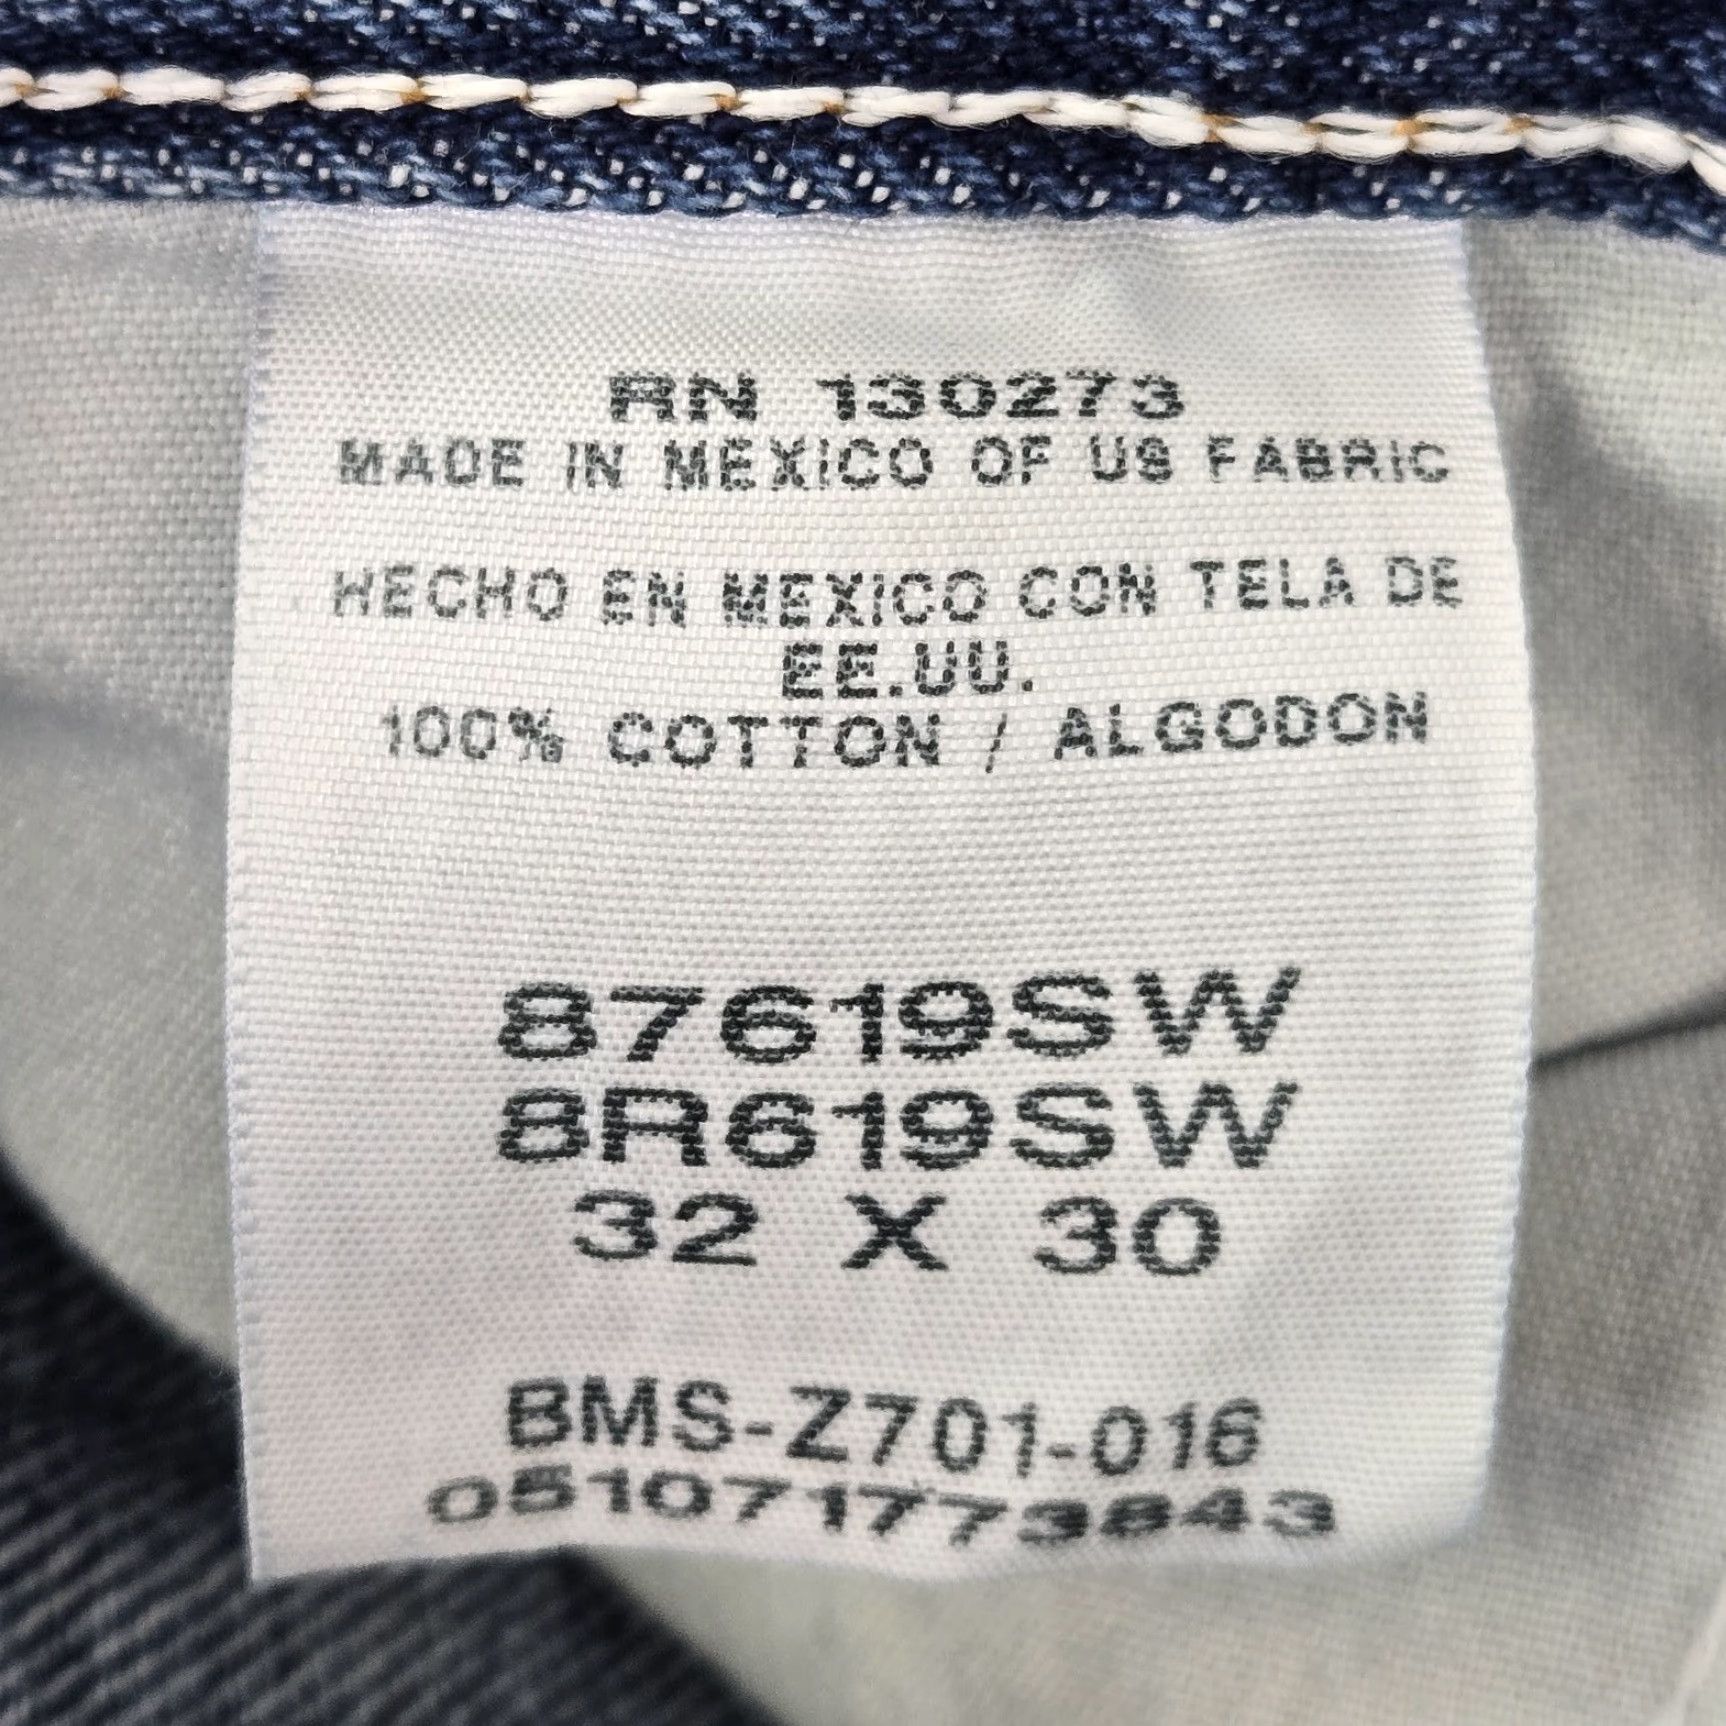 RN 130273
MADE IN MEXICO OF US FABRIC
HECHO EN MEXICO CON TELA DE
EE.UU.
100% COTTON / ALGODON
87619SW
8R619SW
32 X 30
BMS-Z701-016
051071773843